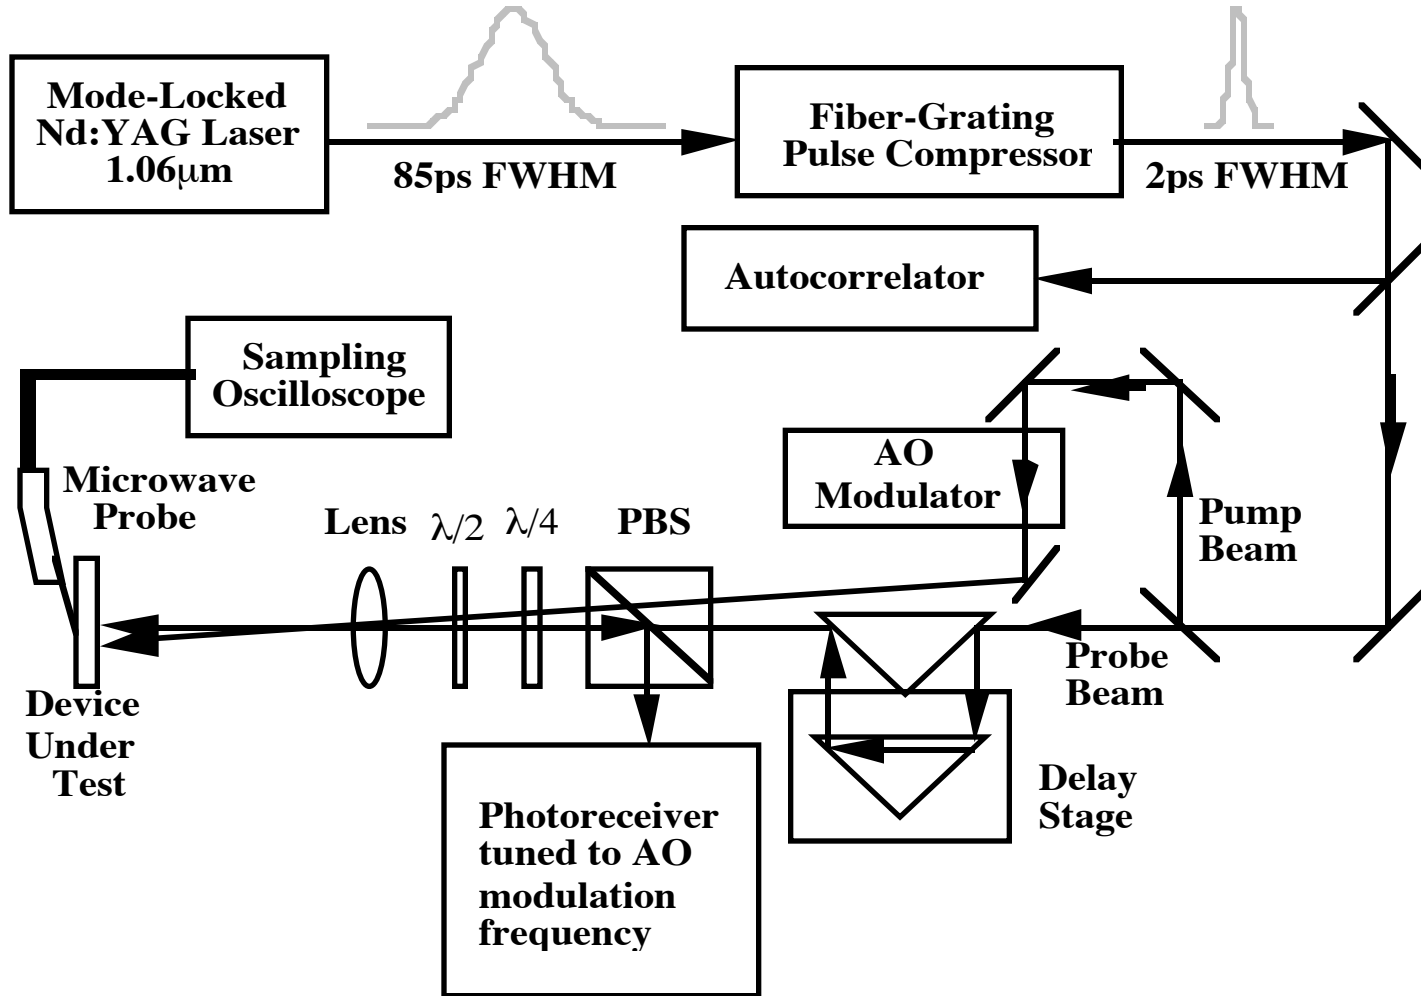 Mode-Locked
Nd:YAG Laser
1.06μm
85ps FWHM
Fiber-Grating
Pulse Compressor
2ps FWHM
Autocorrelator
Sampling
Oscilloscope
Microwave
Probe
Lens
λ/2
λ/4
PBS
AO
Modulator
Pump
Beam
Probe
Beam
Device
Under
Test
Delay
Stage
Photoreceiver
tuned to AO
modulation
frequency